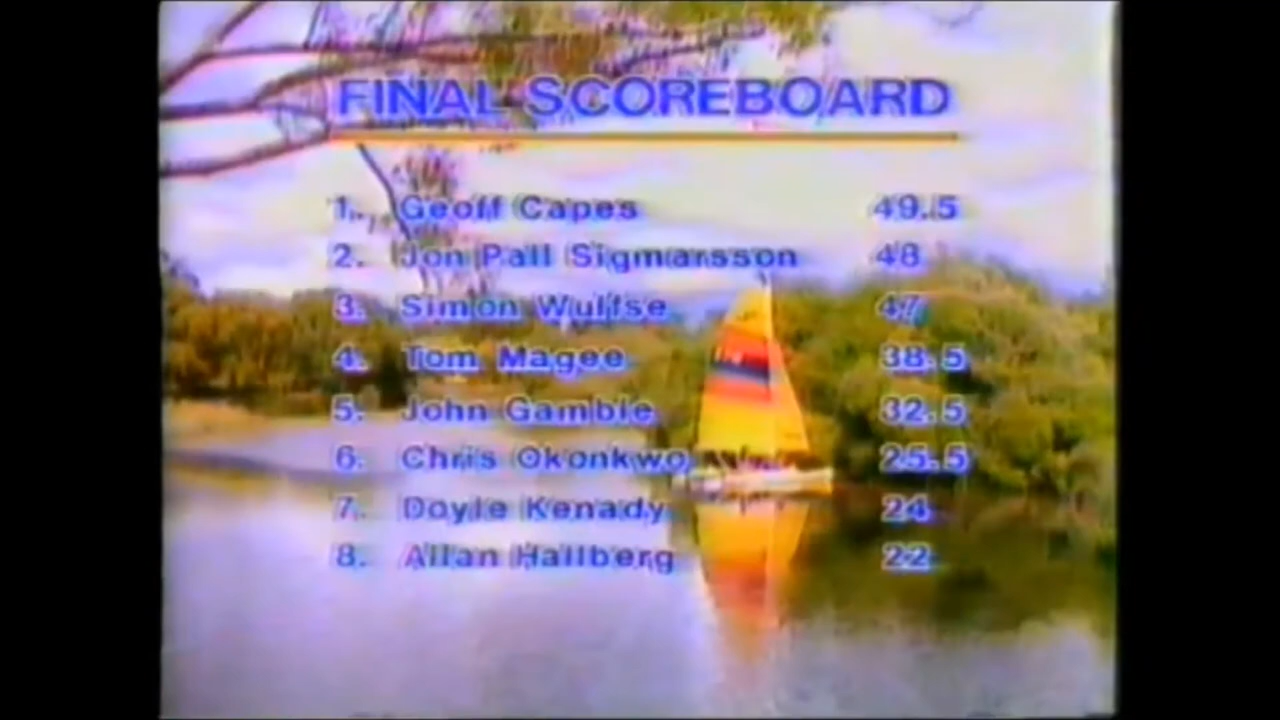 FINAL SCOREBOARD
1. Geoff Capes 49.5
2. Jon Pall Sigmarsson 48
3. Simon Wulfse 47
4. Tom Magee 38.5
5. John Gamble 32.5
6. Chris Okonkwo 25.5
7. Doyle Kenady 24
8. Allan Hallberg 22